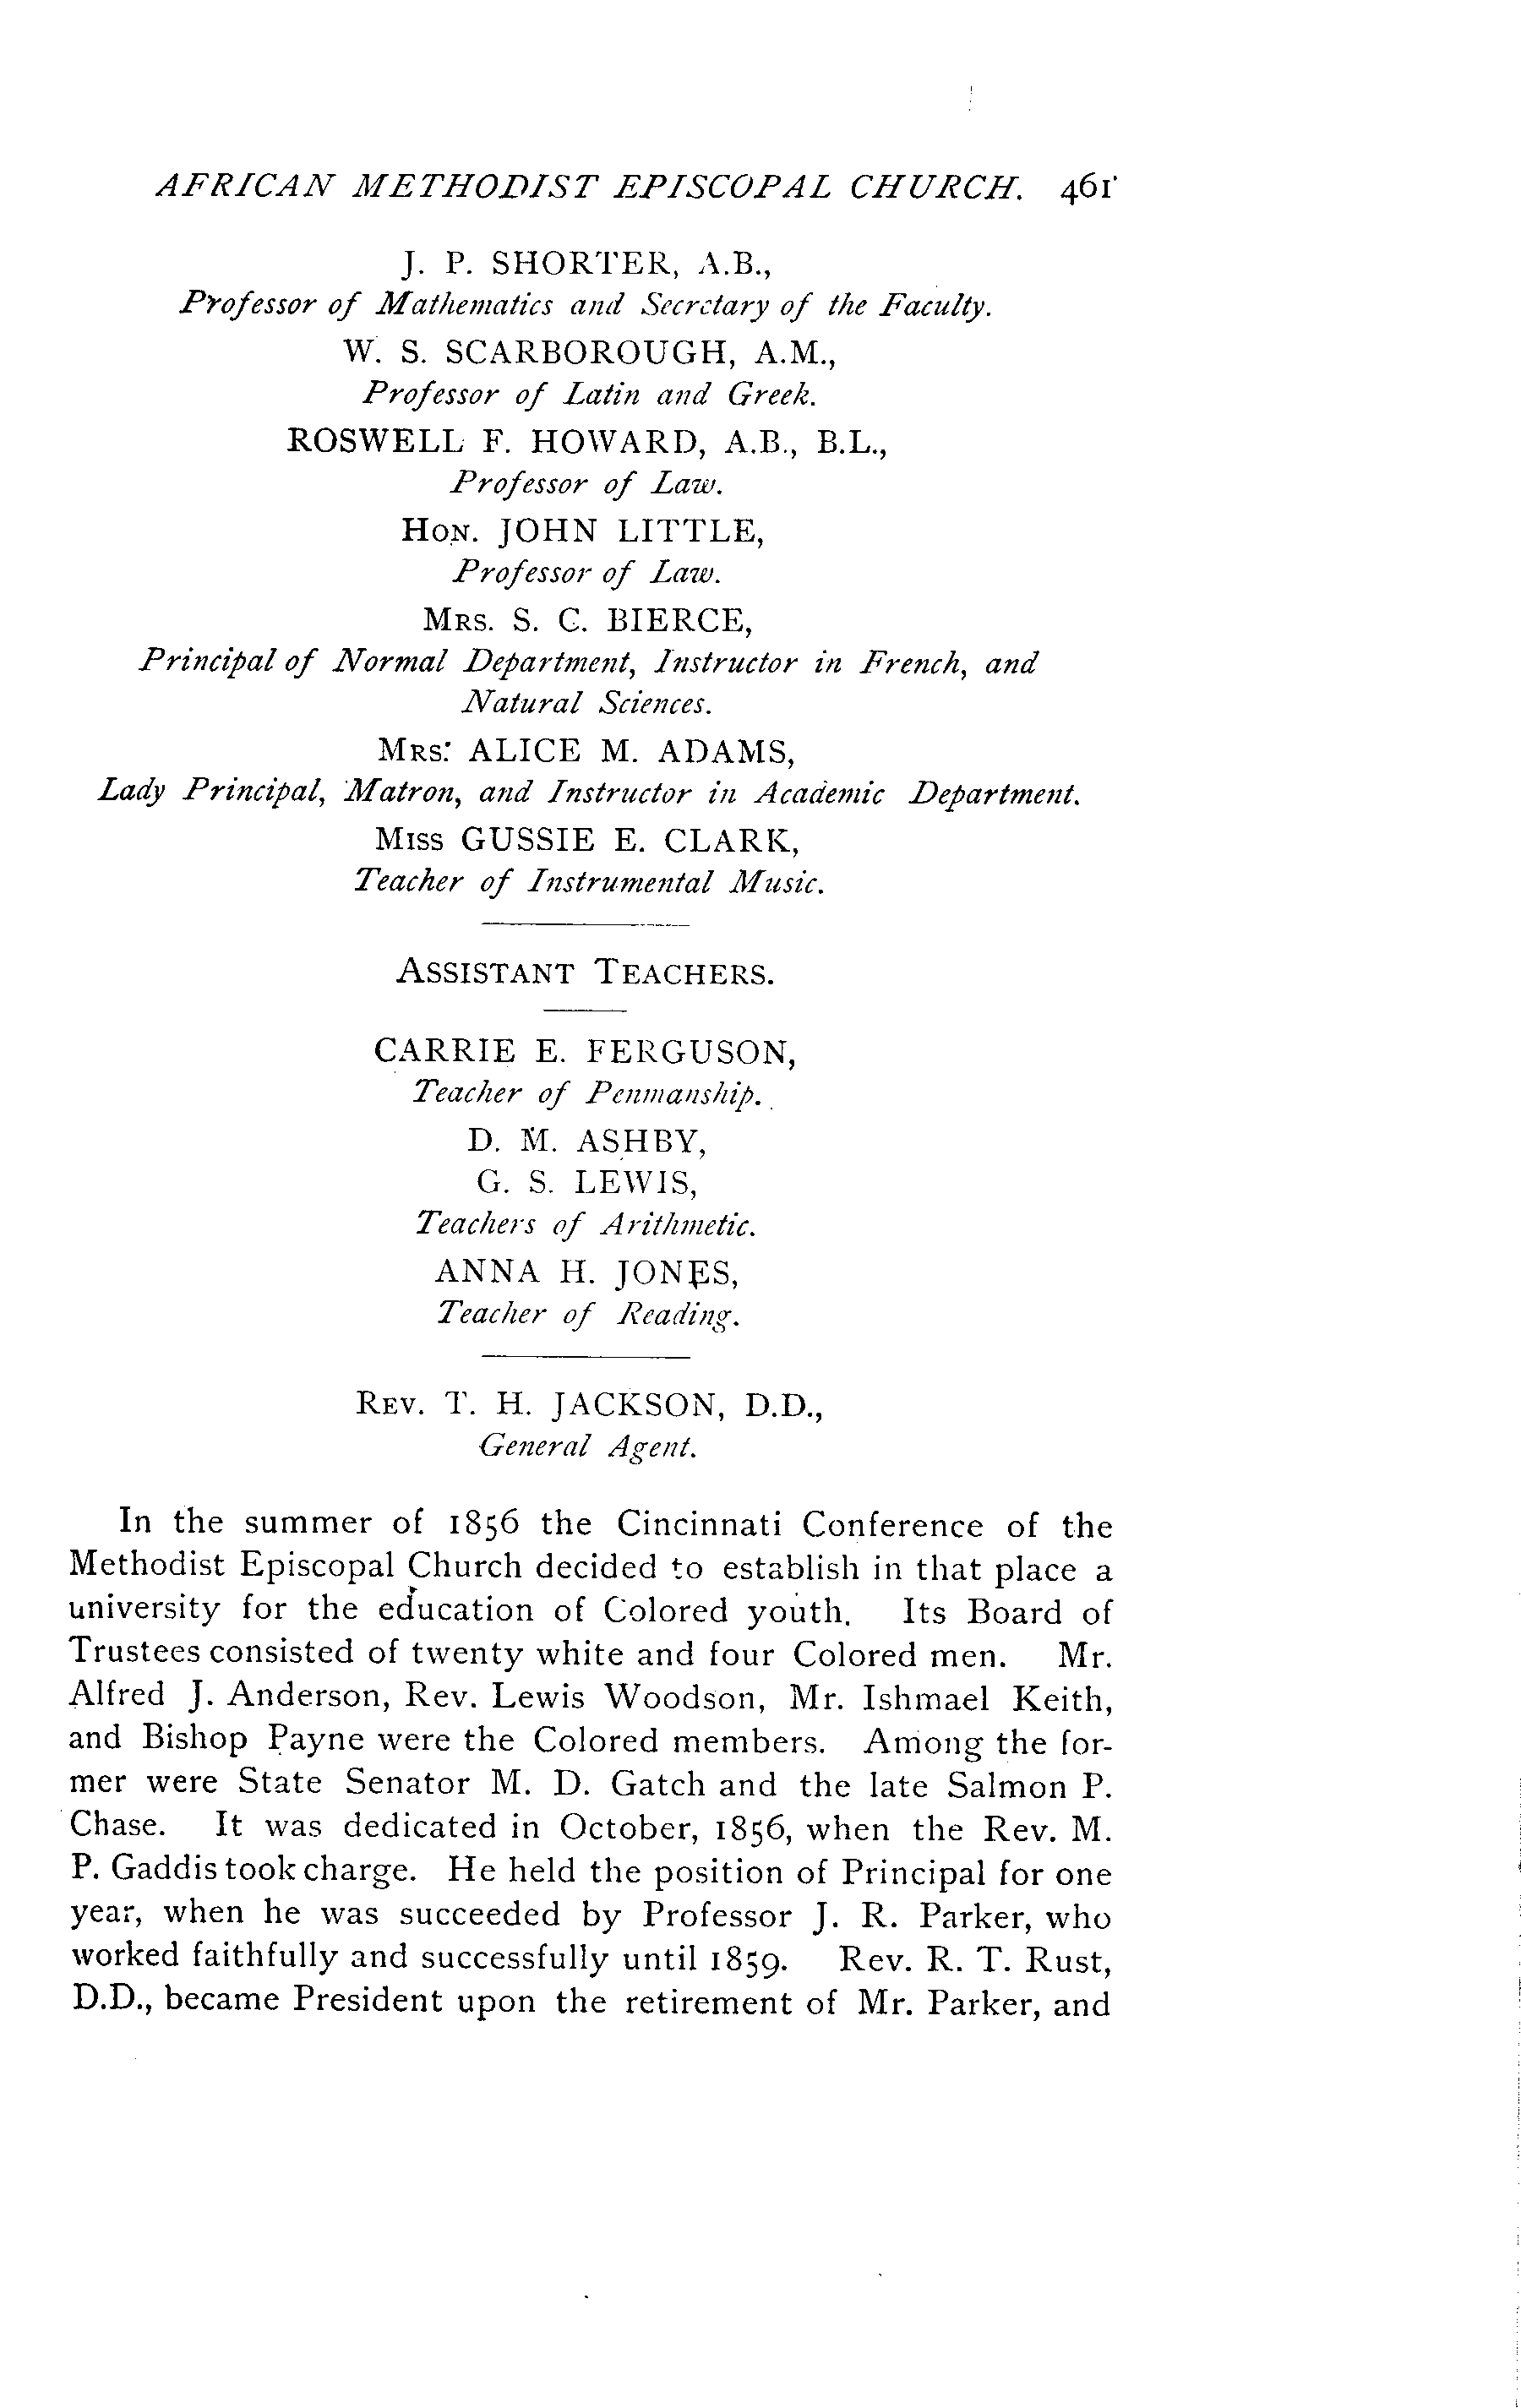 AFRICAN METHODIST EPISCOPAL CHURCH. 461
J. P. SHORTER, A.B.,
Professor of Mathematics and Secretary of the Faculty.
W. S. SCARBOROUGH, A.M.,
Professor of Latin and Greek.
ROSWELL F. HOWARD, A.B., B.L.,
Professor of Law.
HON. JOHN LITTLE,
Professor of Law.
MRS. S. C. BIERCE,
Principal of Normal Department, Instructor in French, and
Natural Sciences.
MRS. ALICE M. ADAMS,
Lady Principal, Matron, and Instructor in Academic Department.
MISS GUSSIE E. CLARK,
Teacher of Instrumental Music.
ASSISTANT TEACHERS.
CARRIE E. FERGUSON,
Teacher of Penmanship.
D. M. ASHBY,
G. S. LEWIS,
Teachers of Arithmetic.
ANNA H. JONES,
Teacher of Reading.
REV. T. H. JACKSON, D.D.,
General Agent.
In the summer of 1856 the Cincinnati Conference of the
Methodist Episcopal Church decided to establish in that place a
university for the education of Colored youth. Its Board of
Trustees consisted of twenty white and four Colored men. Mr.
Alfred J. Anderson, Rev. Lewis Woodson, Mr. Ishmael Keith,
and Bishop Payne were the Colored members. Among the for-
mer were State Senator M. D. Gatch and the late Salmon P.
Chase. It was dedicated in October, 1856, when the Rev. M.
P. Gaddis took charge. He held the position of Principal for one
year, when he was succeeded by Professor J. R. Parker, who
worked faithfully and successfully until 1859. Rev. R. T. Rust,
D.D., became President upon the retirement of Mr. Parker, and